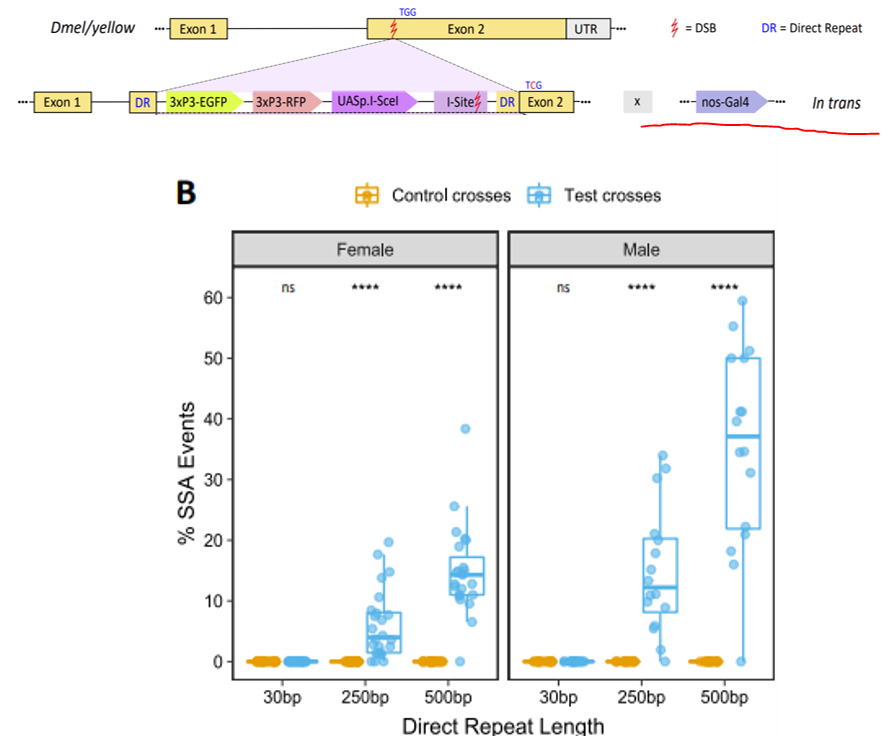 TGG
Dmel/yellow ··· Exon 1 Exon 2 UTR ··· = DSB DR = Direct Repeat
TCG
··· Exon 1 DR 3xP3-EGFP 3xP3-RFP UASp.I-SceI I-Site DR Exon 2 ··· x ··· nos-Gal4 ··· In trans
B
Control crosses Test crosses
Female Male
ns **** **** ns **** ****
60
50
40
30
20
10
0
% SSA Events
30bp 250bp 500bp 30bp 250bp 500bp
Direct Repeat Length